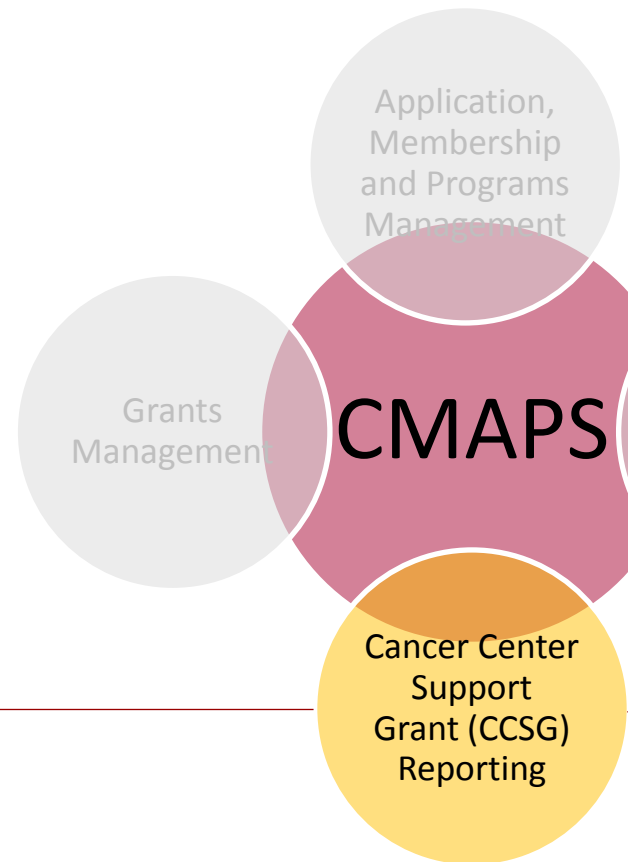 Application,
Membership
and Programs
Management
Grants
Management
CMAPS
Cancer Center
Support
Grant (CCSG)
Reporting